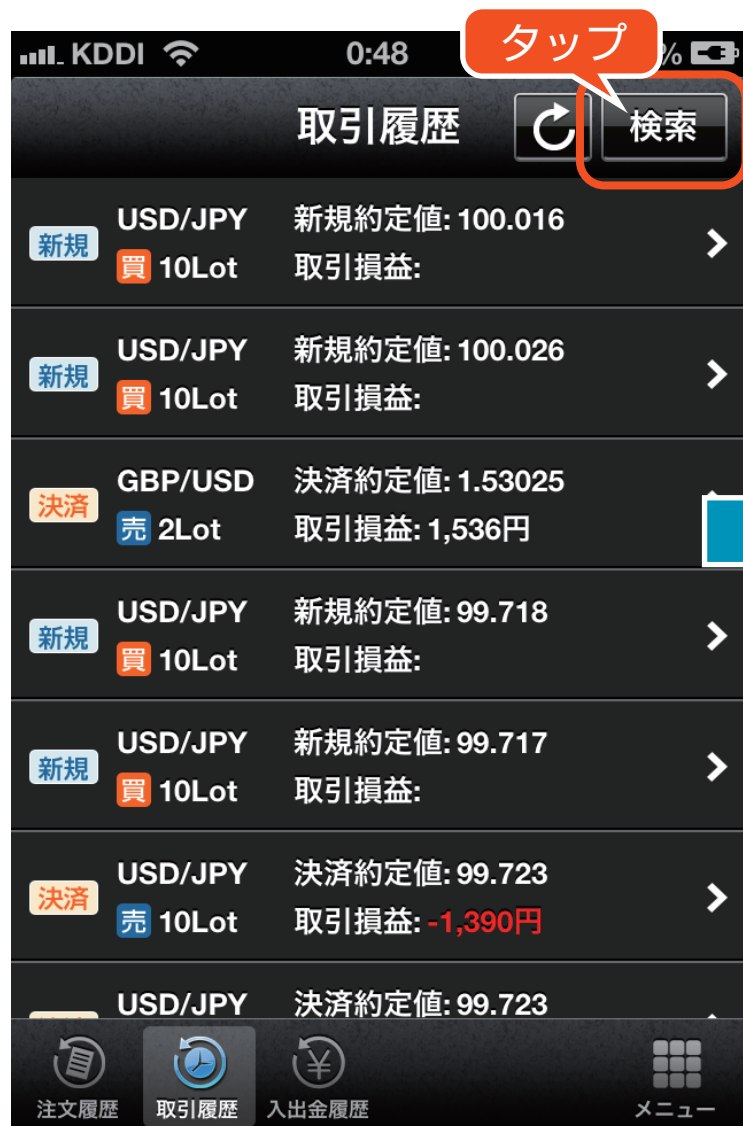 タップ
KDDI 0:48 %
取引履歴 検索
新規 USD/JPY 新規約定値: 100.016
買 10Lot 取引損益:
新規 USD/JPY 新規約定値: 100.026
買 10Lot 取引損益:
決済 GBP/USD 決済約定値: 1.53025
売 2Lot 取引損益: 1,536円
新規 USD/JPY 新規約定値: 99.718
買 10Lot 取引損益:
新規 USD/JPY 新規約定値: 99.717
買 10Lot 取引損益:
決済 USD/JPY 決済約定値: 99.723
売 10Lot 取引損益: -1,390円
USD/JPY 決済約定値: 99.723
注文履歴 取引履歴 入出金履歴 メニュー